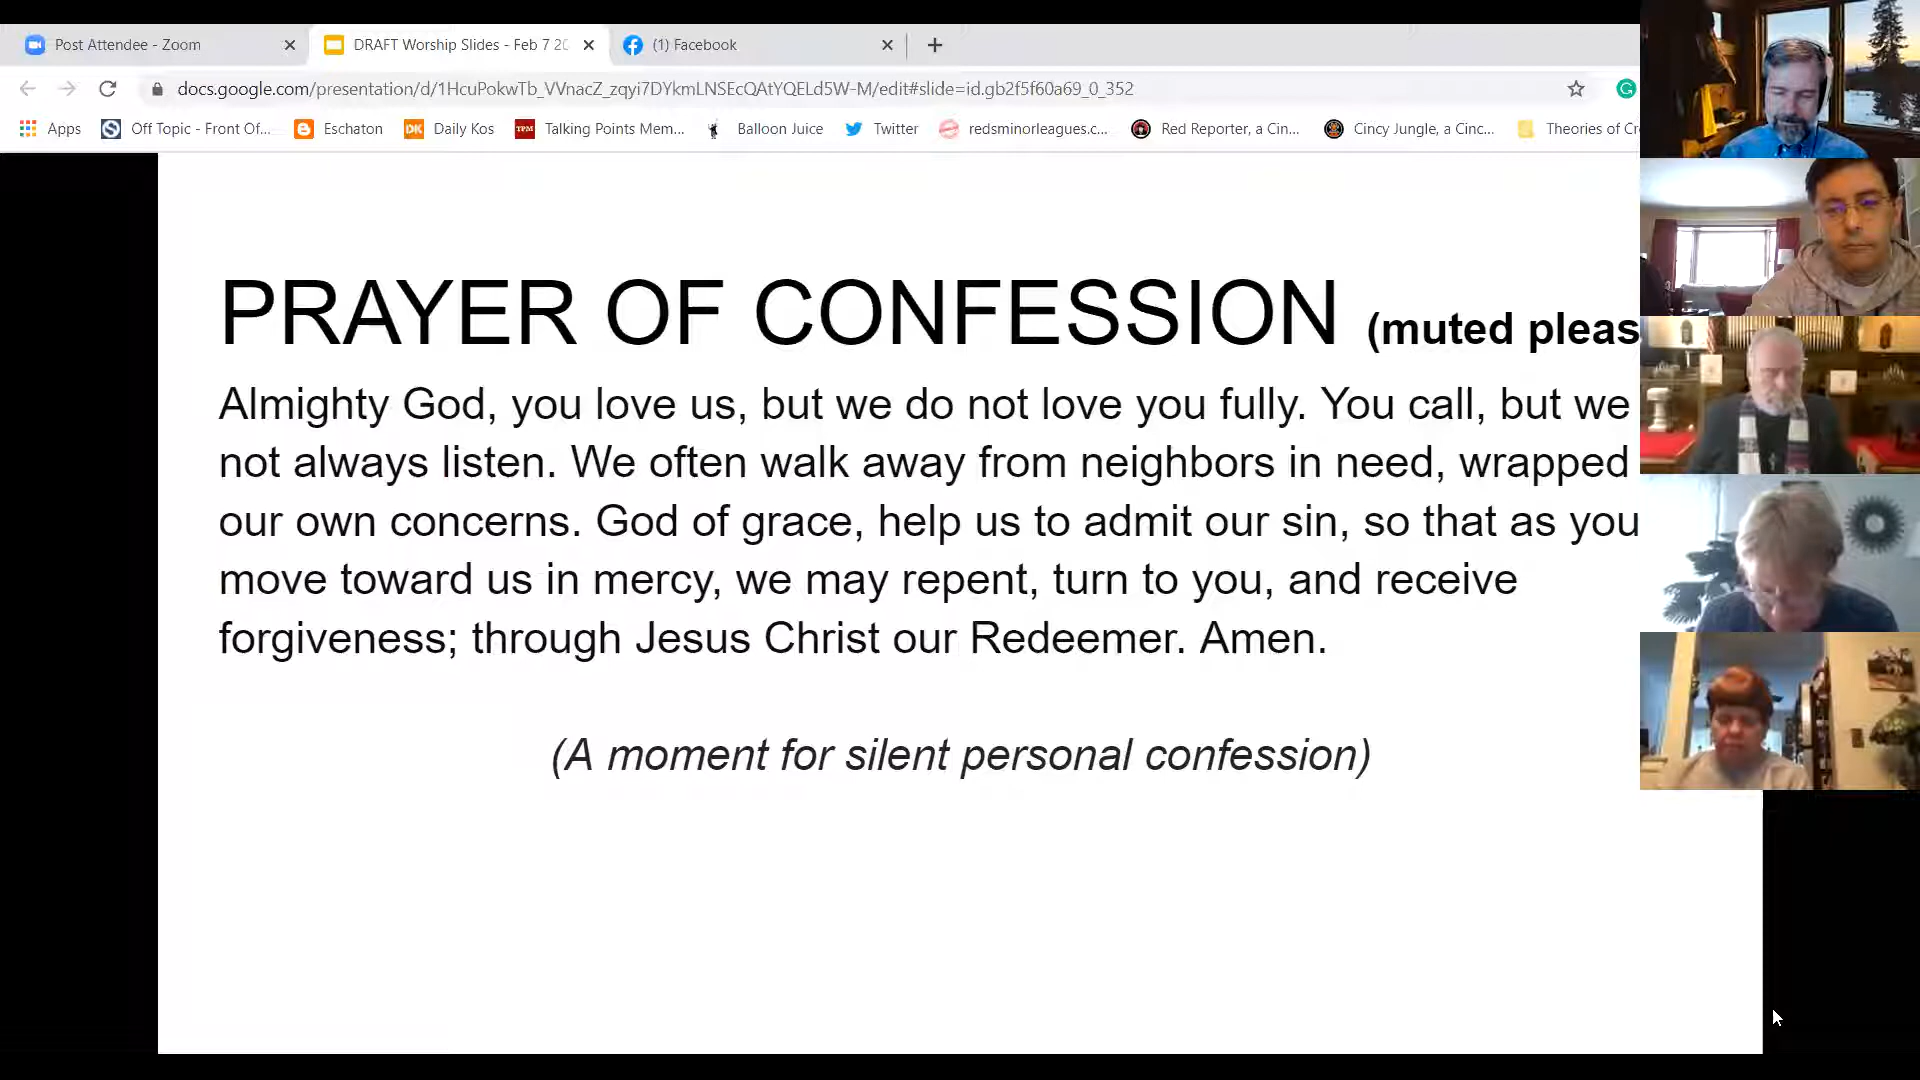 Post Attendee - Zoom
DRAFT Worship Slides - Feb 7 20
(1) Facebook
docs.google.com/presentation/d/1HcuPokwTb_VVnacZ_zqyi7DYkmLNSEcQAtYQELd5W-M/edit#slide=id.gb2f5f60a69_0_352
Apps
Off Topic - Front Of...
Eschaton
DK
Daily Kos
TPM
Talking Points Mem...
Balloon Juice
Twitter
redsminorleagues.c...
Red Reporter, a Cin...
Cincy Jungle, a Cinc...
Theories of Cr
PRAYER OF CONFESSION (muted pleas
Almighty God, you love us, but we do not love you fully. You call, but we
not always listen. We often walk away from neighbors in need, wrapped
our own concerns. God of grace, help us to admit our sin, so that as you
move toward us in mercy, we may repent, turn to you, and receive
forgiveness; through Jesus Christ our Redeemer. Amen.
(A moment for silent personal confession)